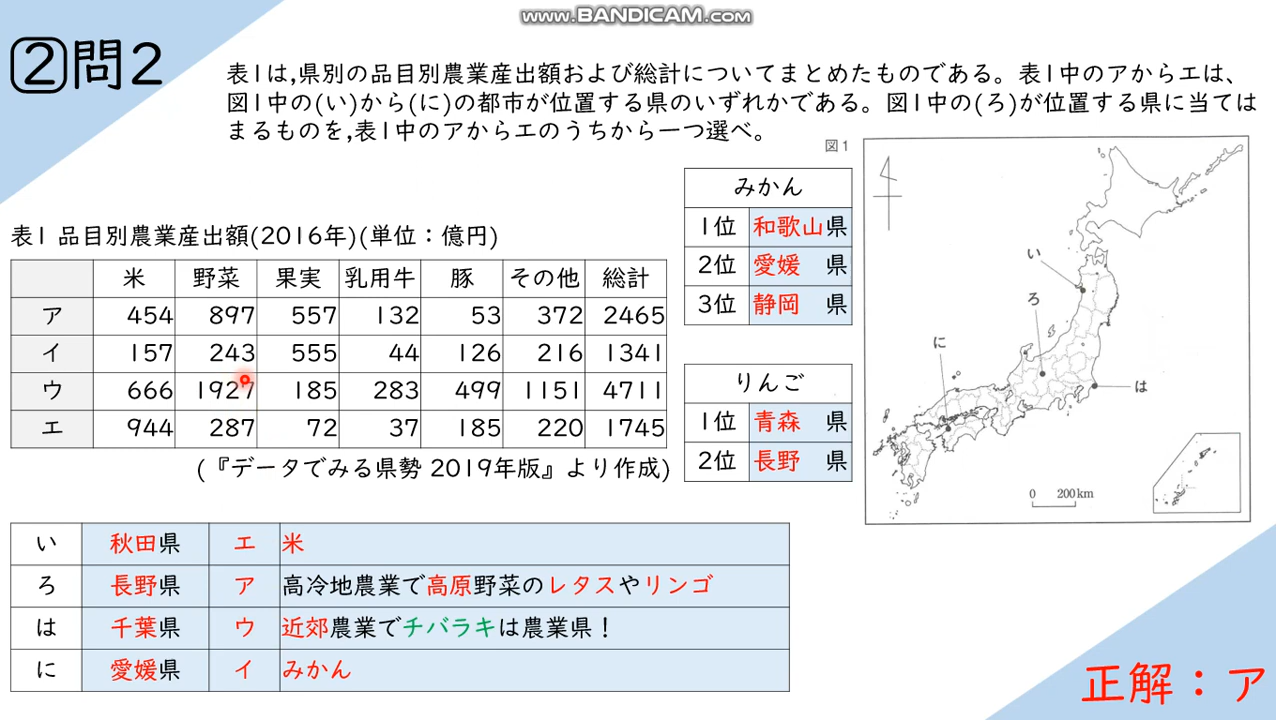 www.BANDICAM.com
②問2
表1は,県別の品目別農業産出額および総計についてまとめたものである。表1中のアからエは、
図1中の(い)から(に)の都市が位置する県のいずれかである。図1中の(ろ)が位置する県に当ては
まるものを,表1中のアからエのうちから一つ選べ。
図1
みかん
1位 和歌山県
2位 愛媛 県
3位 静岡 県
りんご
1位 青森 県
2位 長野 県
い
ろ
に
は
0 200km
表1 品目別農業産出額(2016年)(単位：億円)
米 野菜 果実 乳用牛 豚 その他 総計
ア 454 897 557 132 53 372 2465
イ 157 243 555 44 126 216 1341
ウ 666 1927 185 283 499 1151 4711
エ 944 287 72 37 185 220 1745
(『データでみる県勢 2019年版』より作成)
い 秋田県 エ 米
ろ 長野県 ア 高冷地農業で高原野菜のレタスやリンゴ
は 千葉県 ウ 近郊農業でチバラキは農業県！
に 愛媛県 イ みかん
正解：ア